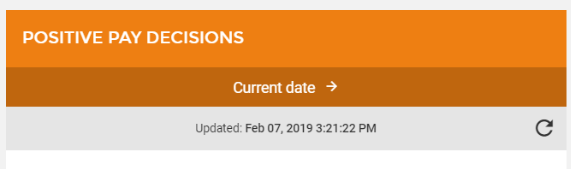 POSITIVE PAY DECISIONS
Current date →
Updated: Feb 07, 2019 3:21:22 PM